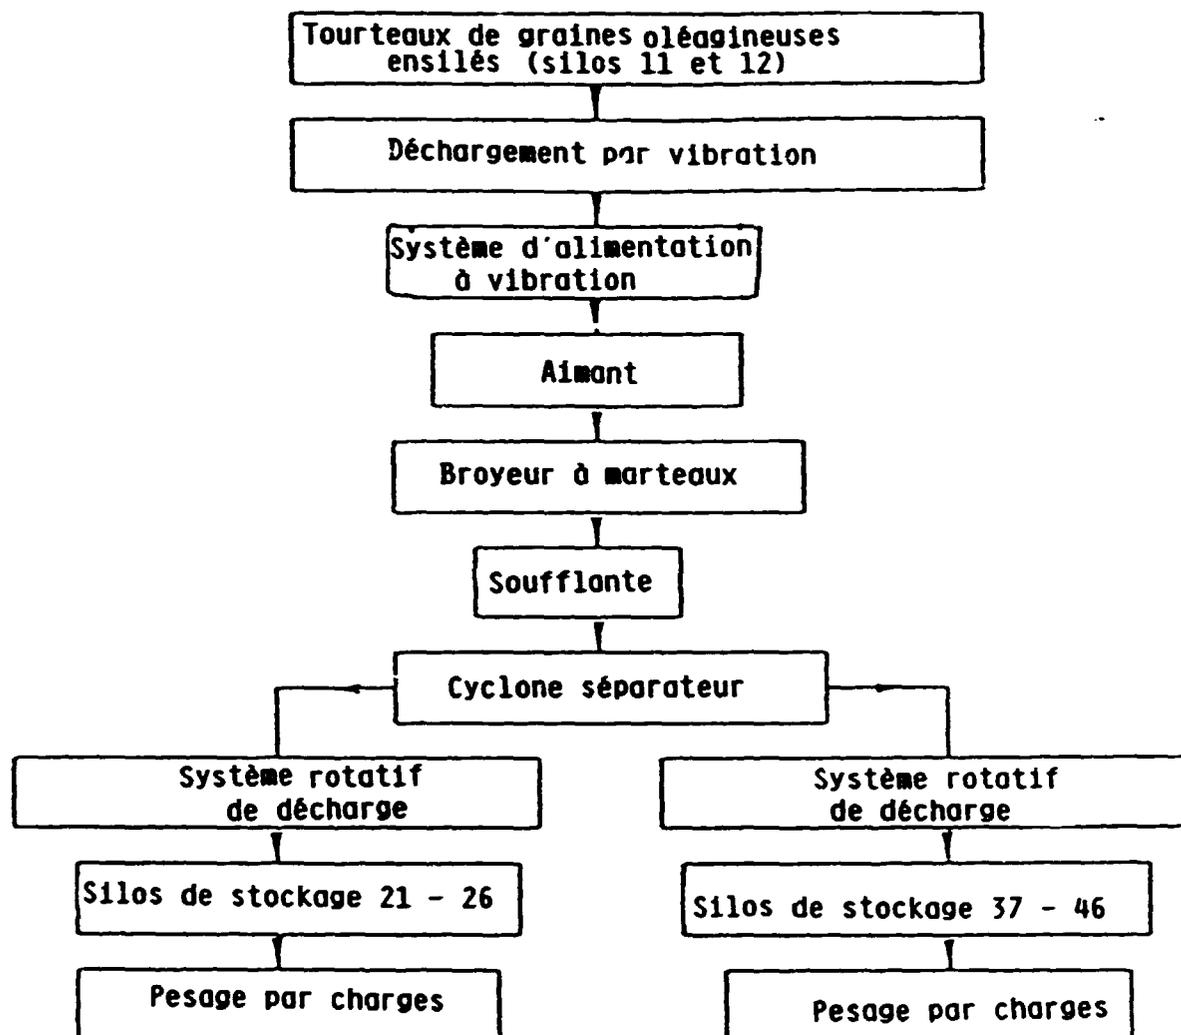 Tourteaux de graines oléagineuses
ensilés (silos 11 et 12)
Déchargement par vibration
Système d'alimentation
à vibration
Aimant
Broyeur à marteaux
Soufflante
Cyclone séparateur
Système rotatif
de décharge
Système rotatif
de décharge
Silos de stockage 21 - 26
Silos de stockage 37 - 46
Pesage par charges
Pesage par charges